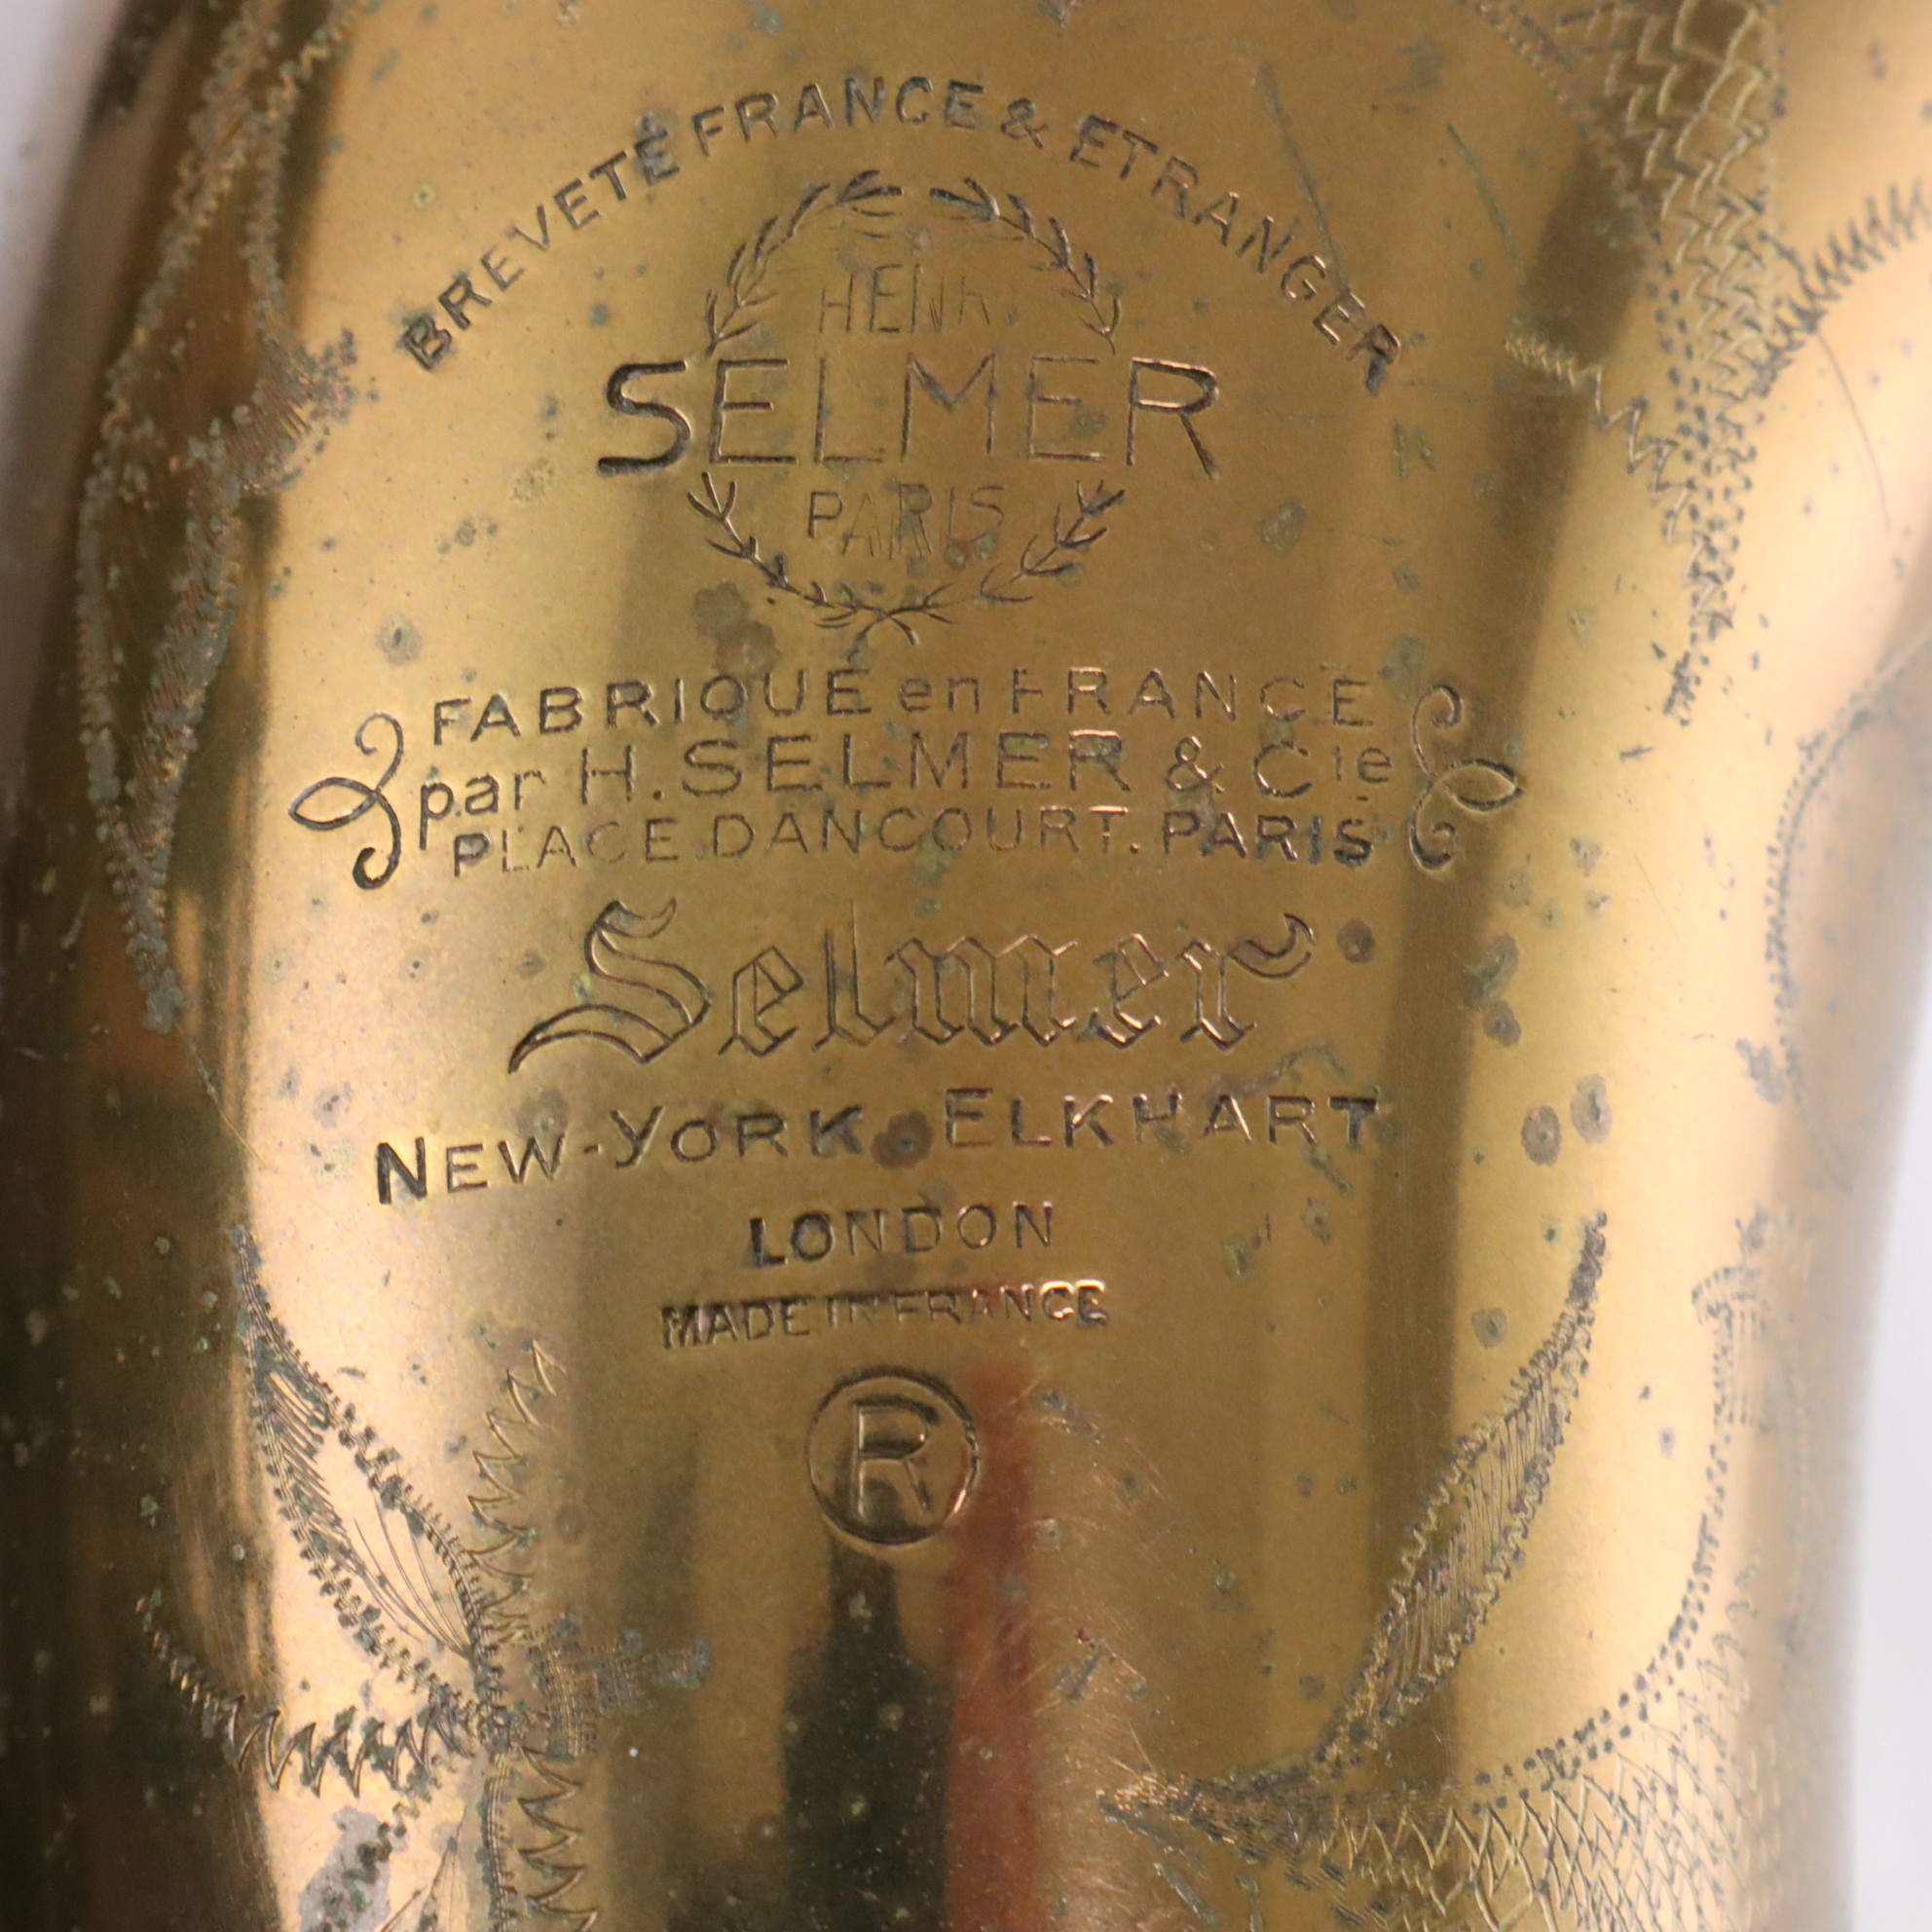 BREVETÉ FRANCE & ETRANGER
HENRI
SELMER
PARIS
FABRIQUÉ en FRANCE
par H. SELMER & Cie
PLACE DANCOURT. PARIS
Selmer
NEW-YORK ELKHART
LONDON
MADE IN FRANCE
®